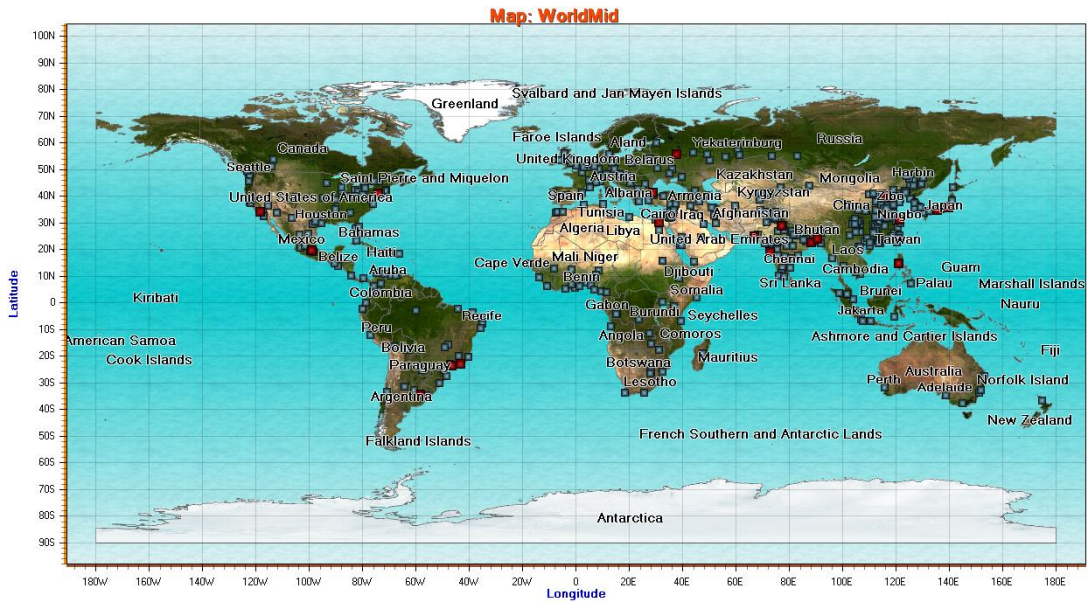 Map: WorldMid
100N
90N
80N
Svalbard and Jan Mayen Islands
Greenland
70N
60N
Faroe Islands
Aland
Yekaterinburg
Russia
Canada
50N
Seattle
United Kingdom
Belarus
Saint Pierre and Miquelon
Austria
Kazakhstan
Mongolia
Harbin
40N
United States of America
Spain
Albania
Armenia
Kyrgyzstan
Zibo
Houston
Tunisia
Cairo
Iraq
Afghanistan
China
Ningbo
Japan
30N
Bahamas
Algeria
Libya
Bhutan
Mexico
United Arab Emirates
Taiwan
20N
Haiti
Belize
Mali
Niger
Chennai
Laos
Cape Verde
Aruba
Benin
Djibouti
Cambodia
Guam
10N
Sri Lanka
Palau
Marshall Islands
Colombia
Somalia
Brunei
Kiribati
Gabon
Nauru
0
Recife
Burundi
Seychelles
Jakarta
10S
Peru
Angola
Comoros
Ashmore and Cartier Islands
American Samoa
Bolivia
Fiji
20S
Cook Islands
Mauritius
Paraguay
Botswana
Australia
30S
Lesotho
Perth
Adelaide
Norfolk Island
Argentina
40S
New Zealand
50S
Falkland Islands
French Southern and Antarctic Lands
60S
70S
80S
Antarctica
90S
Latitude
180W 160W 140W 120W 100W 80W 60W 40W 20W 0 20E 40E 60E 80E 100E 120E 140E 160E 180E
Longitude